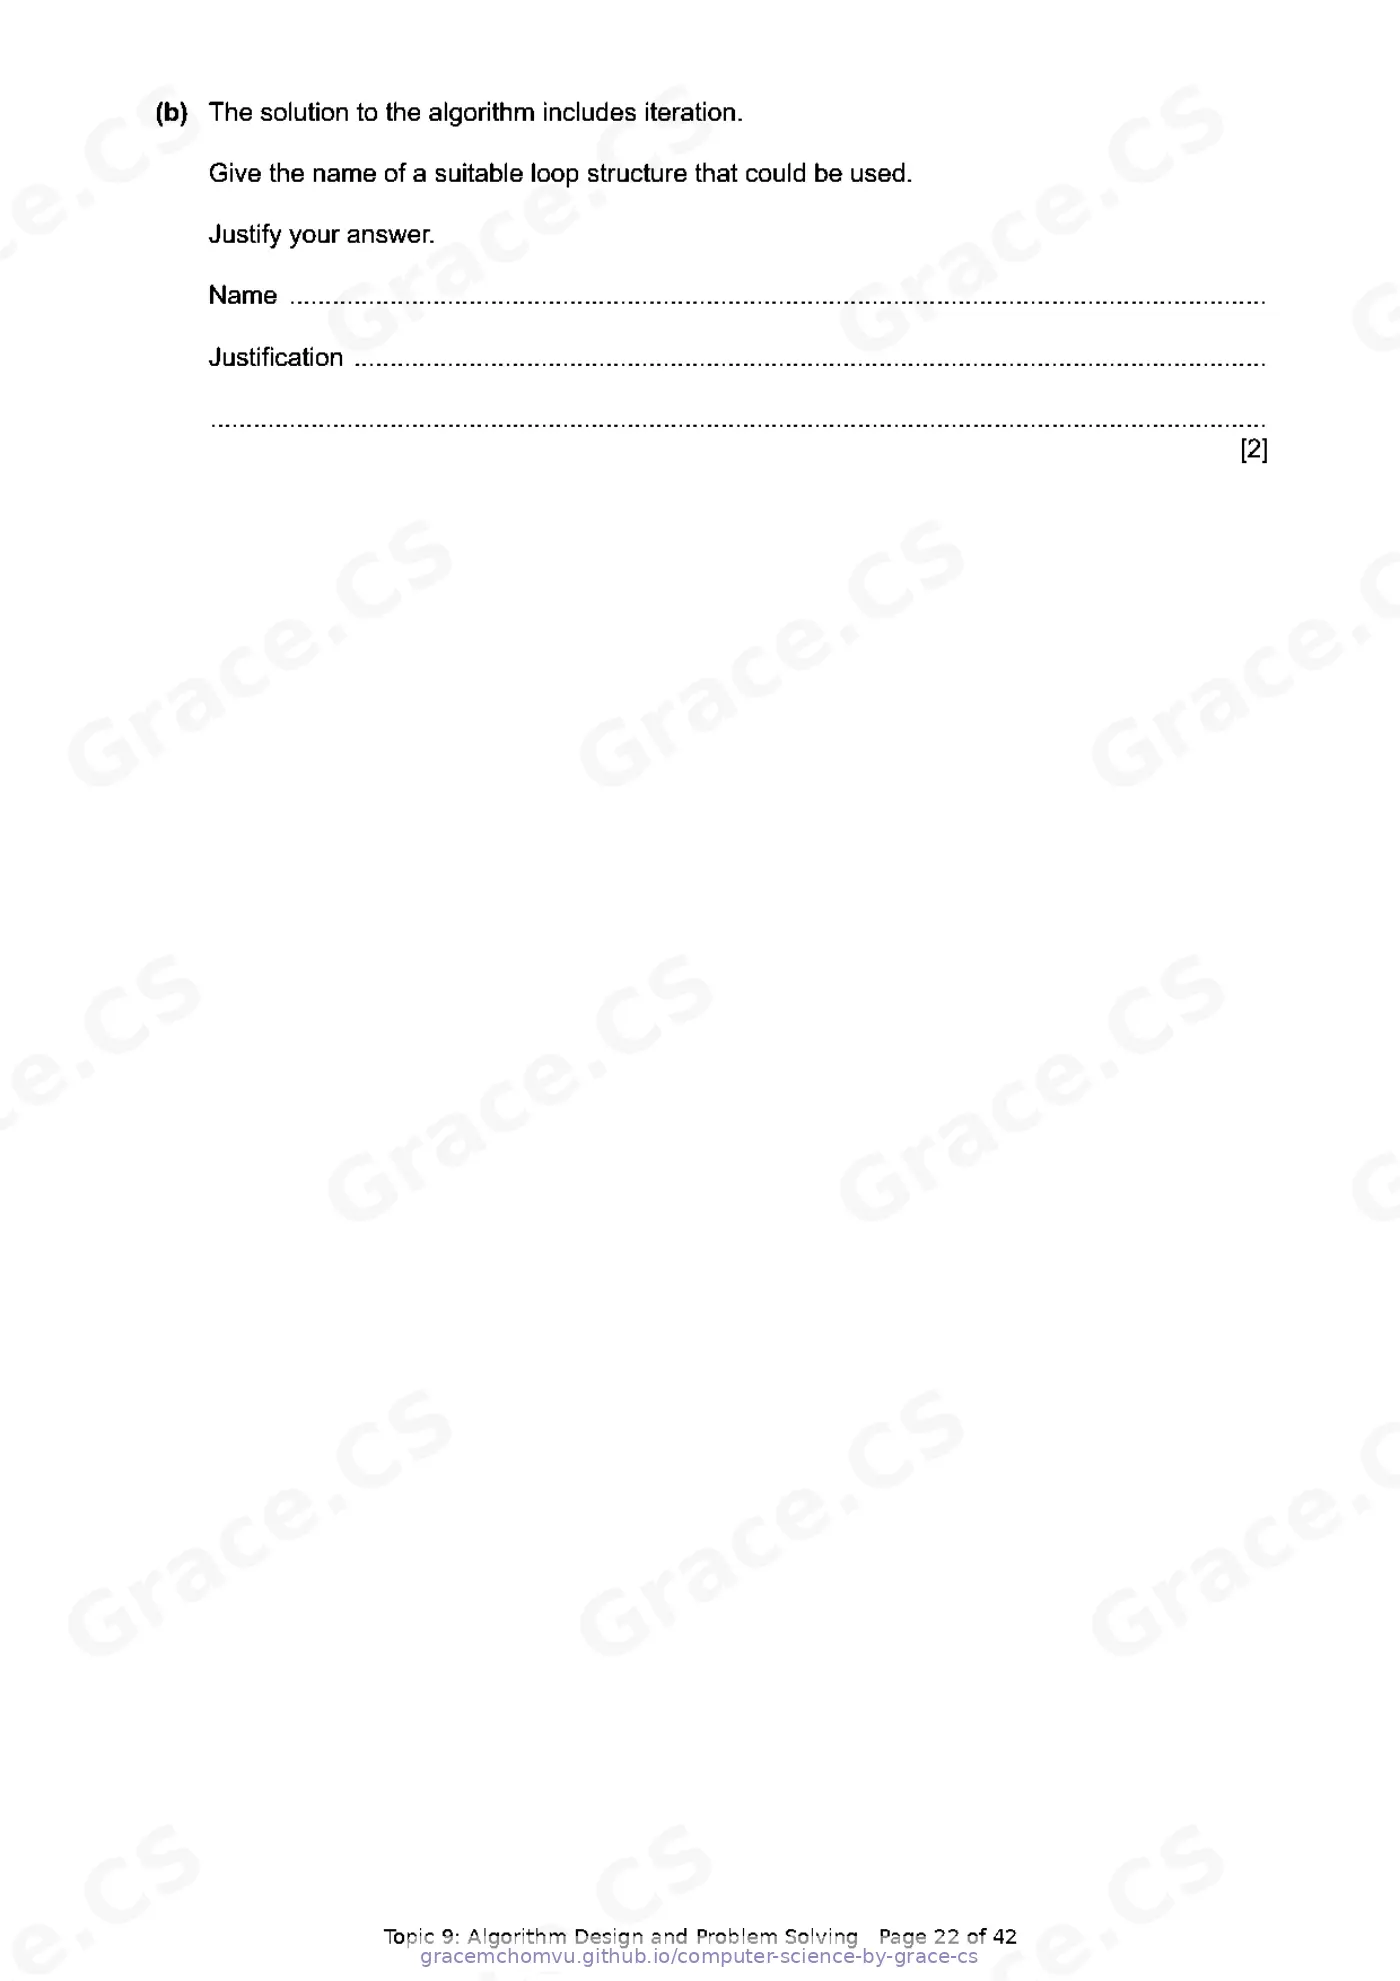 (b) The solution to the algorithm includes iteration.
Give the name of a suitable loop structure that could be used.
Justify your answer.
Name ........................................................................................................................................
Justification ...............................................................................................................................
...................................................................................................................................................
[2]
Grace.CS
Topic 9: Algorithm Design and Problem Solving Page 22 of 42
gracemchomvu.github.io/computer-science-by-grace-cs